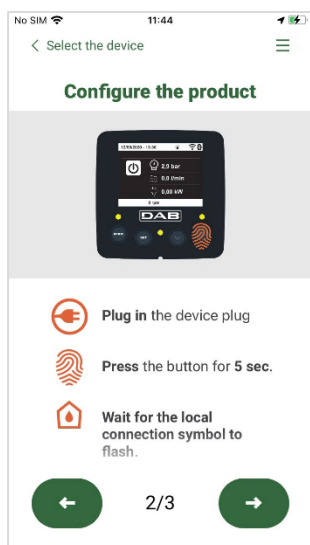 No SIM 11:44
Select the device
Configure the product
2,9 bar
0,0 l/min
0,00 kW
DAB
Plug in the device plug
Press the button for 5 sec.
Wait for the local
connection symbol to
flash.
2/3